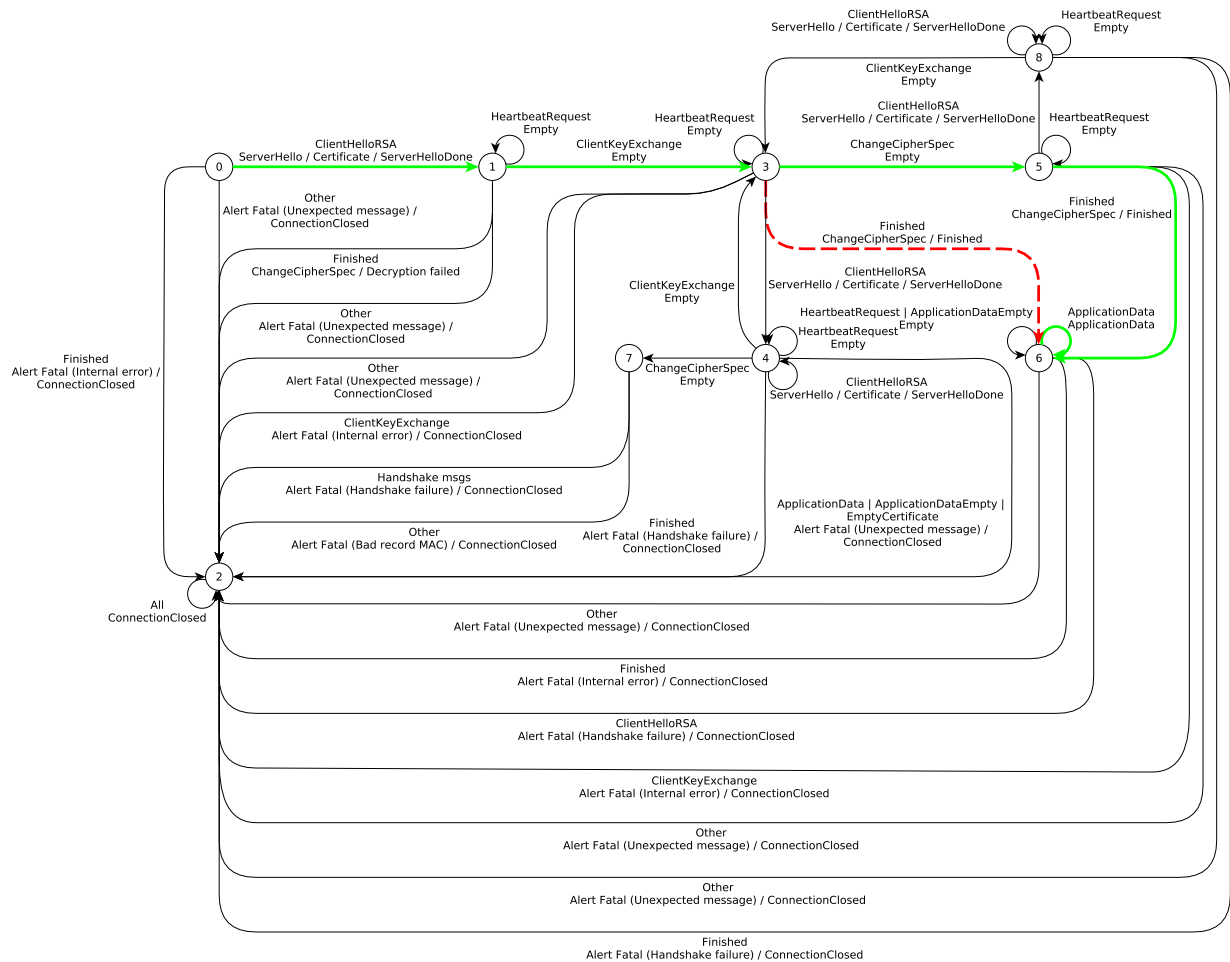 ClientHelloRSA
ServerHello / Certificate / ServerHelloDone
HeartbeatRequest
Empty
8
ClientKeyExchange
Empty
ClientHelloRSA
ServerHello / Certificate / ServerHelloDone
HeartbeatRequest
Empty
HeartbeatRequest
Empty
HeartbeatRequest
Empty
ClientHelloRSA
ServerHello / Certificate / ServerHelloDone
ClientKeyExchange
Empty
ChangeCipherSpec
Empty
0
1
3
5
Other
Alert Fatal (Unexpected message) /
ConnectionClosed
Finished
ChangeCipherSpec / Finished
Finished
ChangeCipherSpec / Finished
Finished
ChangeCipherSpec / Decryption failed
ClientHelloRSA
ServerHello / Certificate / ServerHelloDone
ClientKeyExchange
Empty
HeartbeatRequest | ApplicationDataEmpty
Empty
ApplicationData
ApplicationData
Other
Alert Fatal (Unexpected message) /
ConnectionClosed
HeartbeatRequest
Empty
7
4
6
Finished
Alert Fatal (Internal error) /
ConnectionClosed
Other
Alert Fatal (Unexpected message) /
ConnectionClosed
ChangeCipherSpec
Empty
ClientHelloRSA
ServerHello / Certificate / ServerHelloDone
ClientKeyExchange
Alert Fatal (Internal error) / ConnectionClosed
Handshake msgs
Alert Fatal (Handshake failure) / ConnectionClosed
ApplicationData | ApplicationDataEmpty |
EmptyCertificate
Alert Fatal (Unexpected message) /
ConnectionClosed
Other
Alert Fatal (Bad record MAC) / ConnectionClosed
Finished
Alert Fatal (Handshake failure) /
ConnectionClosed
2
All
ConnectionClosed
Other
Alert Fatal (Unexpected message) / ConnectionClosed
Finished
Alert Fatal (Internal error) / ConnectionClosed
ClientHelloRSA
Alert Fatal (Handshake failure) / ConnectionClosed
ClientKeyExchange
Alert Fatal (Internal error) / ConnectionClosed
Other
Alert Fatal (Unexpected message) / ConnectionClosed
Other
Alert Fatal (Unexpected message) / ConnectionClosed
Finished
Alert Fatal (Handshake failure) / ConnectionClosed